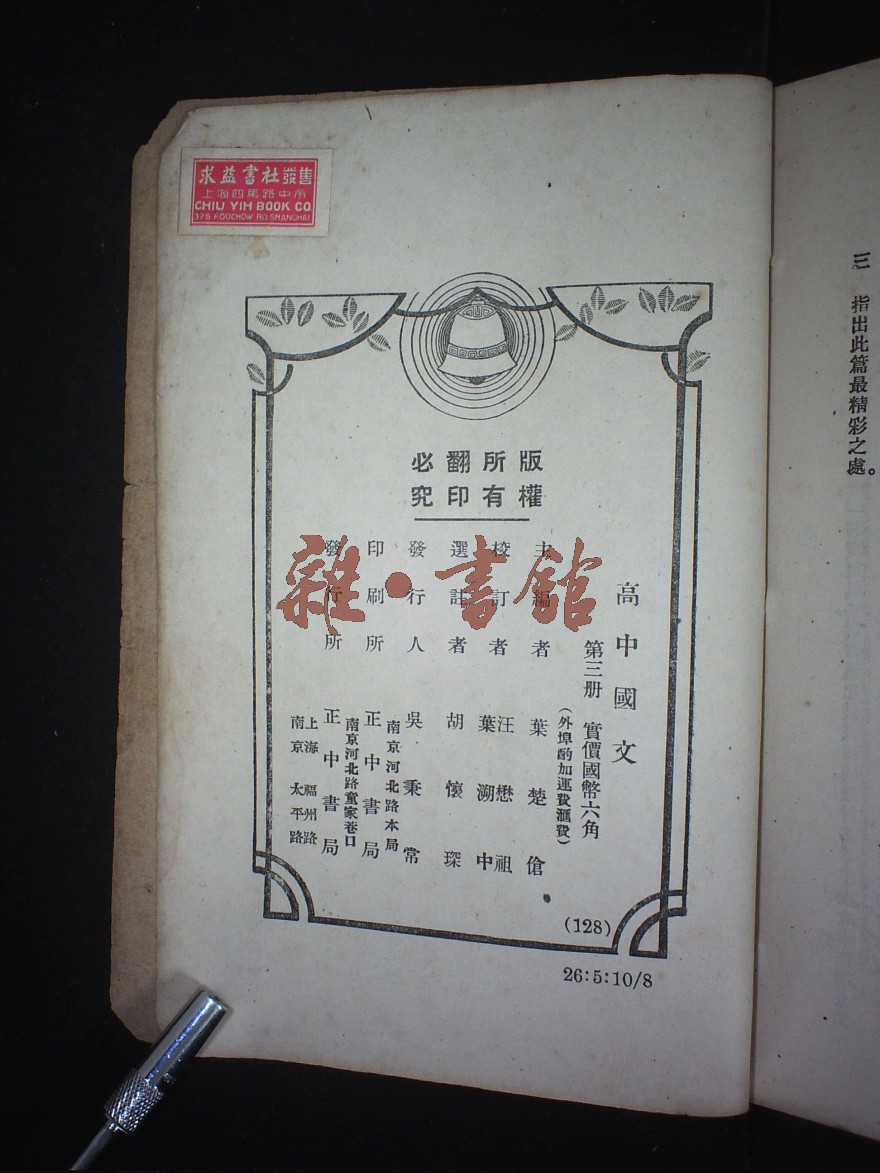 求益書社發售
上海四馬路中市
CHIU YIH BOOK CO.
376 FOOCHOW RD. SHANGHAI
版權所有
翻印必究
高中國文
第三册 實價國幣六角
(外埠酌加運費滙費)
主編者 葉楚傖
校訂者 汪懋祖 葉溯中
選註者 胡懷琛
發行人 吳秉常
南京河北路本局
印刷所 正中書局
南京河北路童家巷口
發行所 正中書局
上海福州路
南京太平路
(128)
26:5:10/8
雜·書館
三 指出此篇最精彩之處。